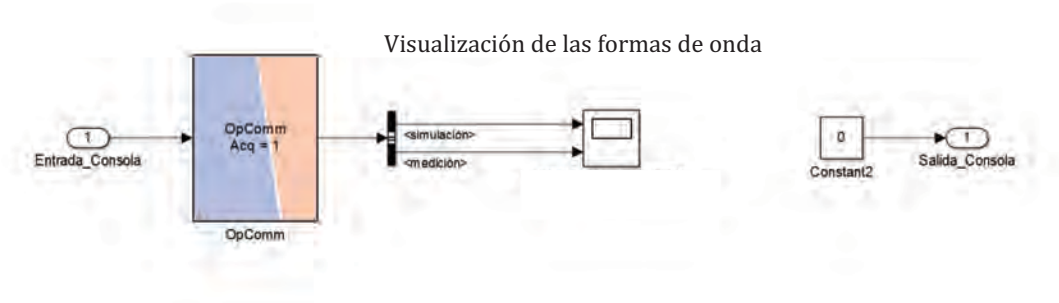 Visualización de las formas de onda
1
Entrada_Consola
OpComm
Acq = 1
OpComm
<simulación>
<medición>
0
Constant2
1
Salida_Consola